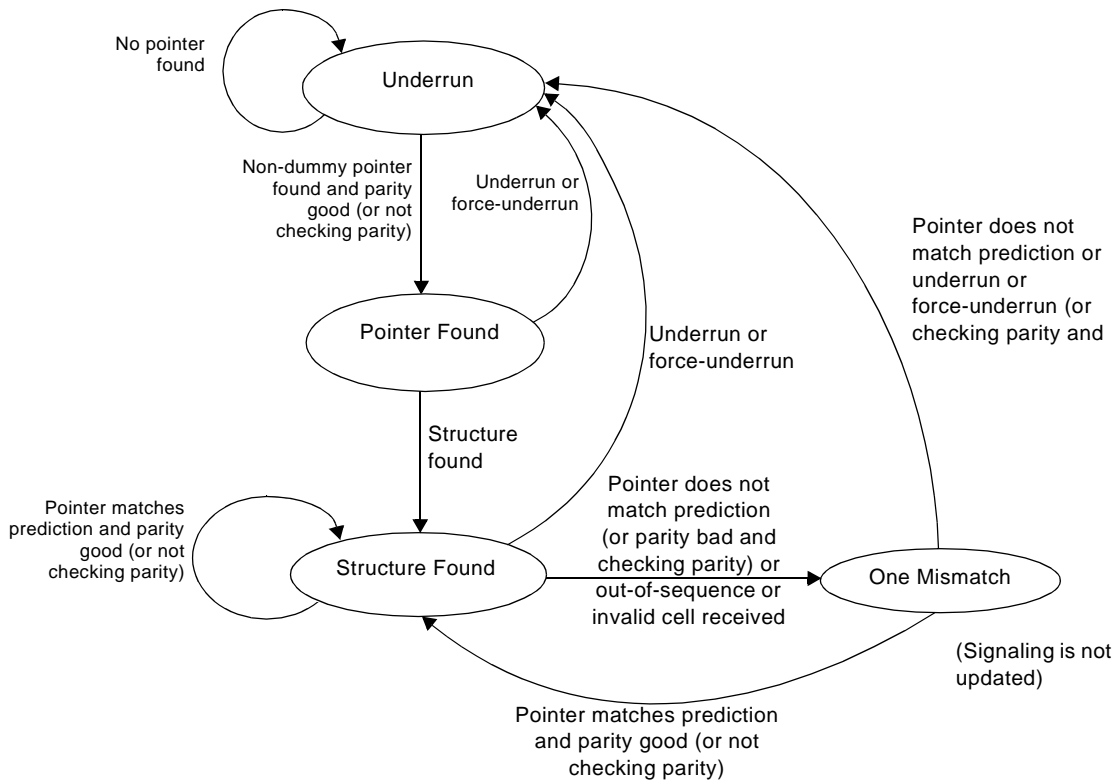 No pointer
found
Underrun
Non-dummy pointer
found and parity
good (or not
checking parity)
Underrun or
force-underrun
Pointer does not
match prediction or
underrun or
force-underrun (or
checking parity and
Pointer Found
Underrun or
force-underrun
Structure
found
Pointer matches
prediction and parity
good (or not
checking parity)
Structure Found
Pointer does not
match prediction
(or parity bad and
checking parity) or
out-of-sequence or
invalid cell received
One Mismatch
(Signaling is not
updated)
Pointer matches prediction
and parity good (or not
checking parity)